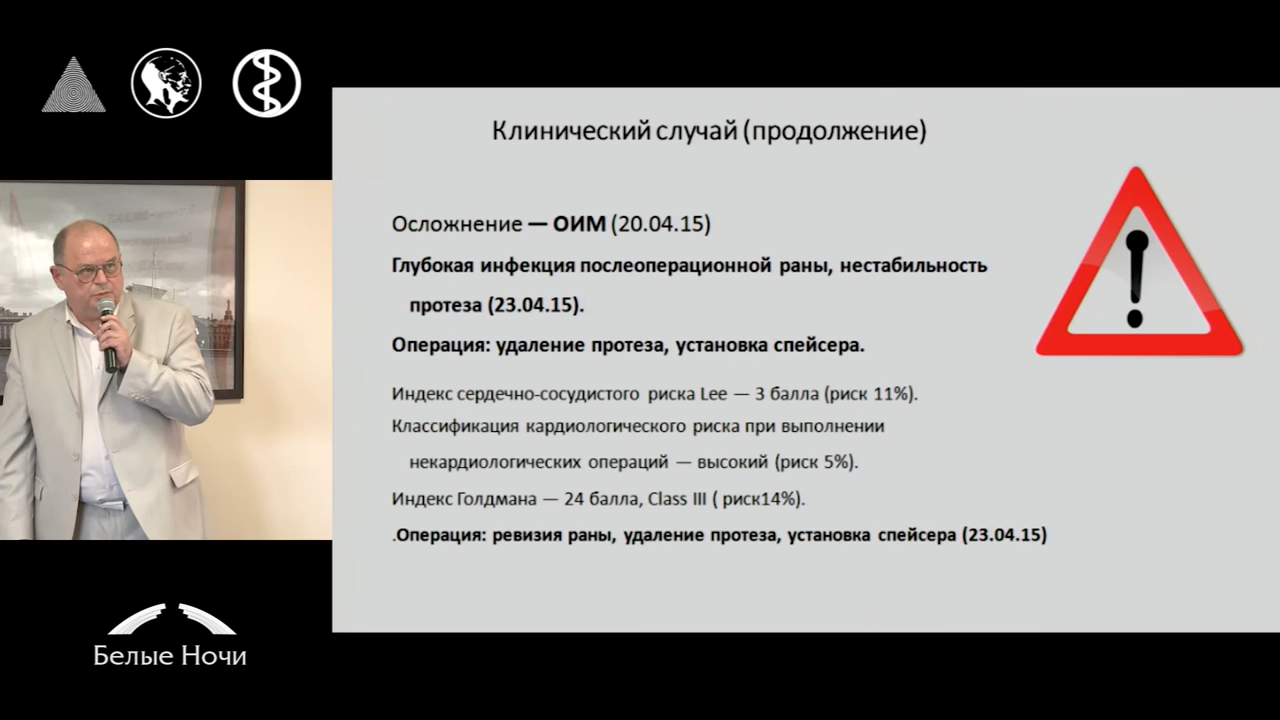 Клинический случай (продолжение)
Осложнение — ОИМ (20.04.15)
Глубокая инфекция послеоперационной раны, нестабильность
протеза (23.04.15).
Операция: удаление протеза, установка спейсера.
Индекс сердечно-сосудистого риска Lee — 3 балла (риск 11%).
Классификация кардиологического риска при выполнении
некардиологических операций — высокий (риск 5%).
Индекс Голдмана — 24 балла, Class III ( риск14%).
.Операция: ревизия раны, удаление протеза, установка спейсера (23.04.15)
Белые Ночи